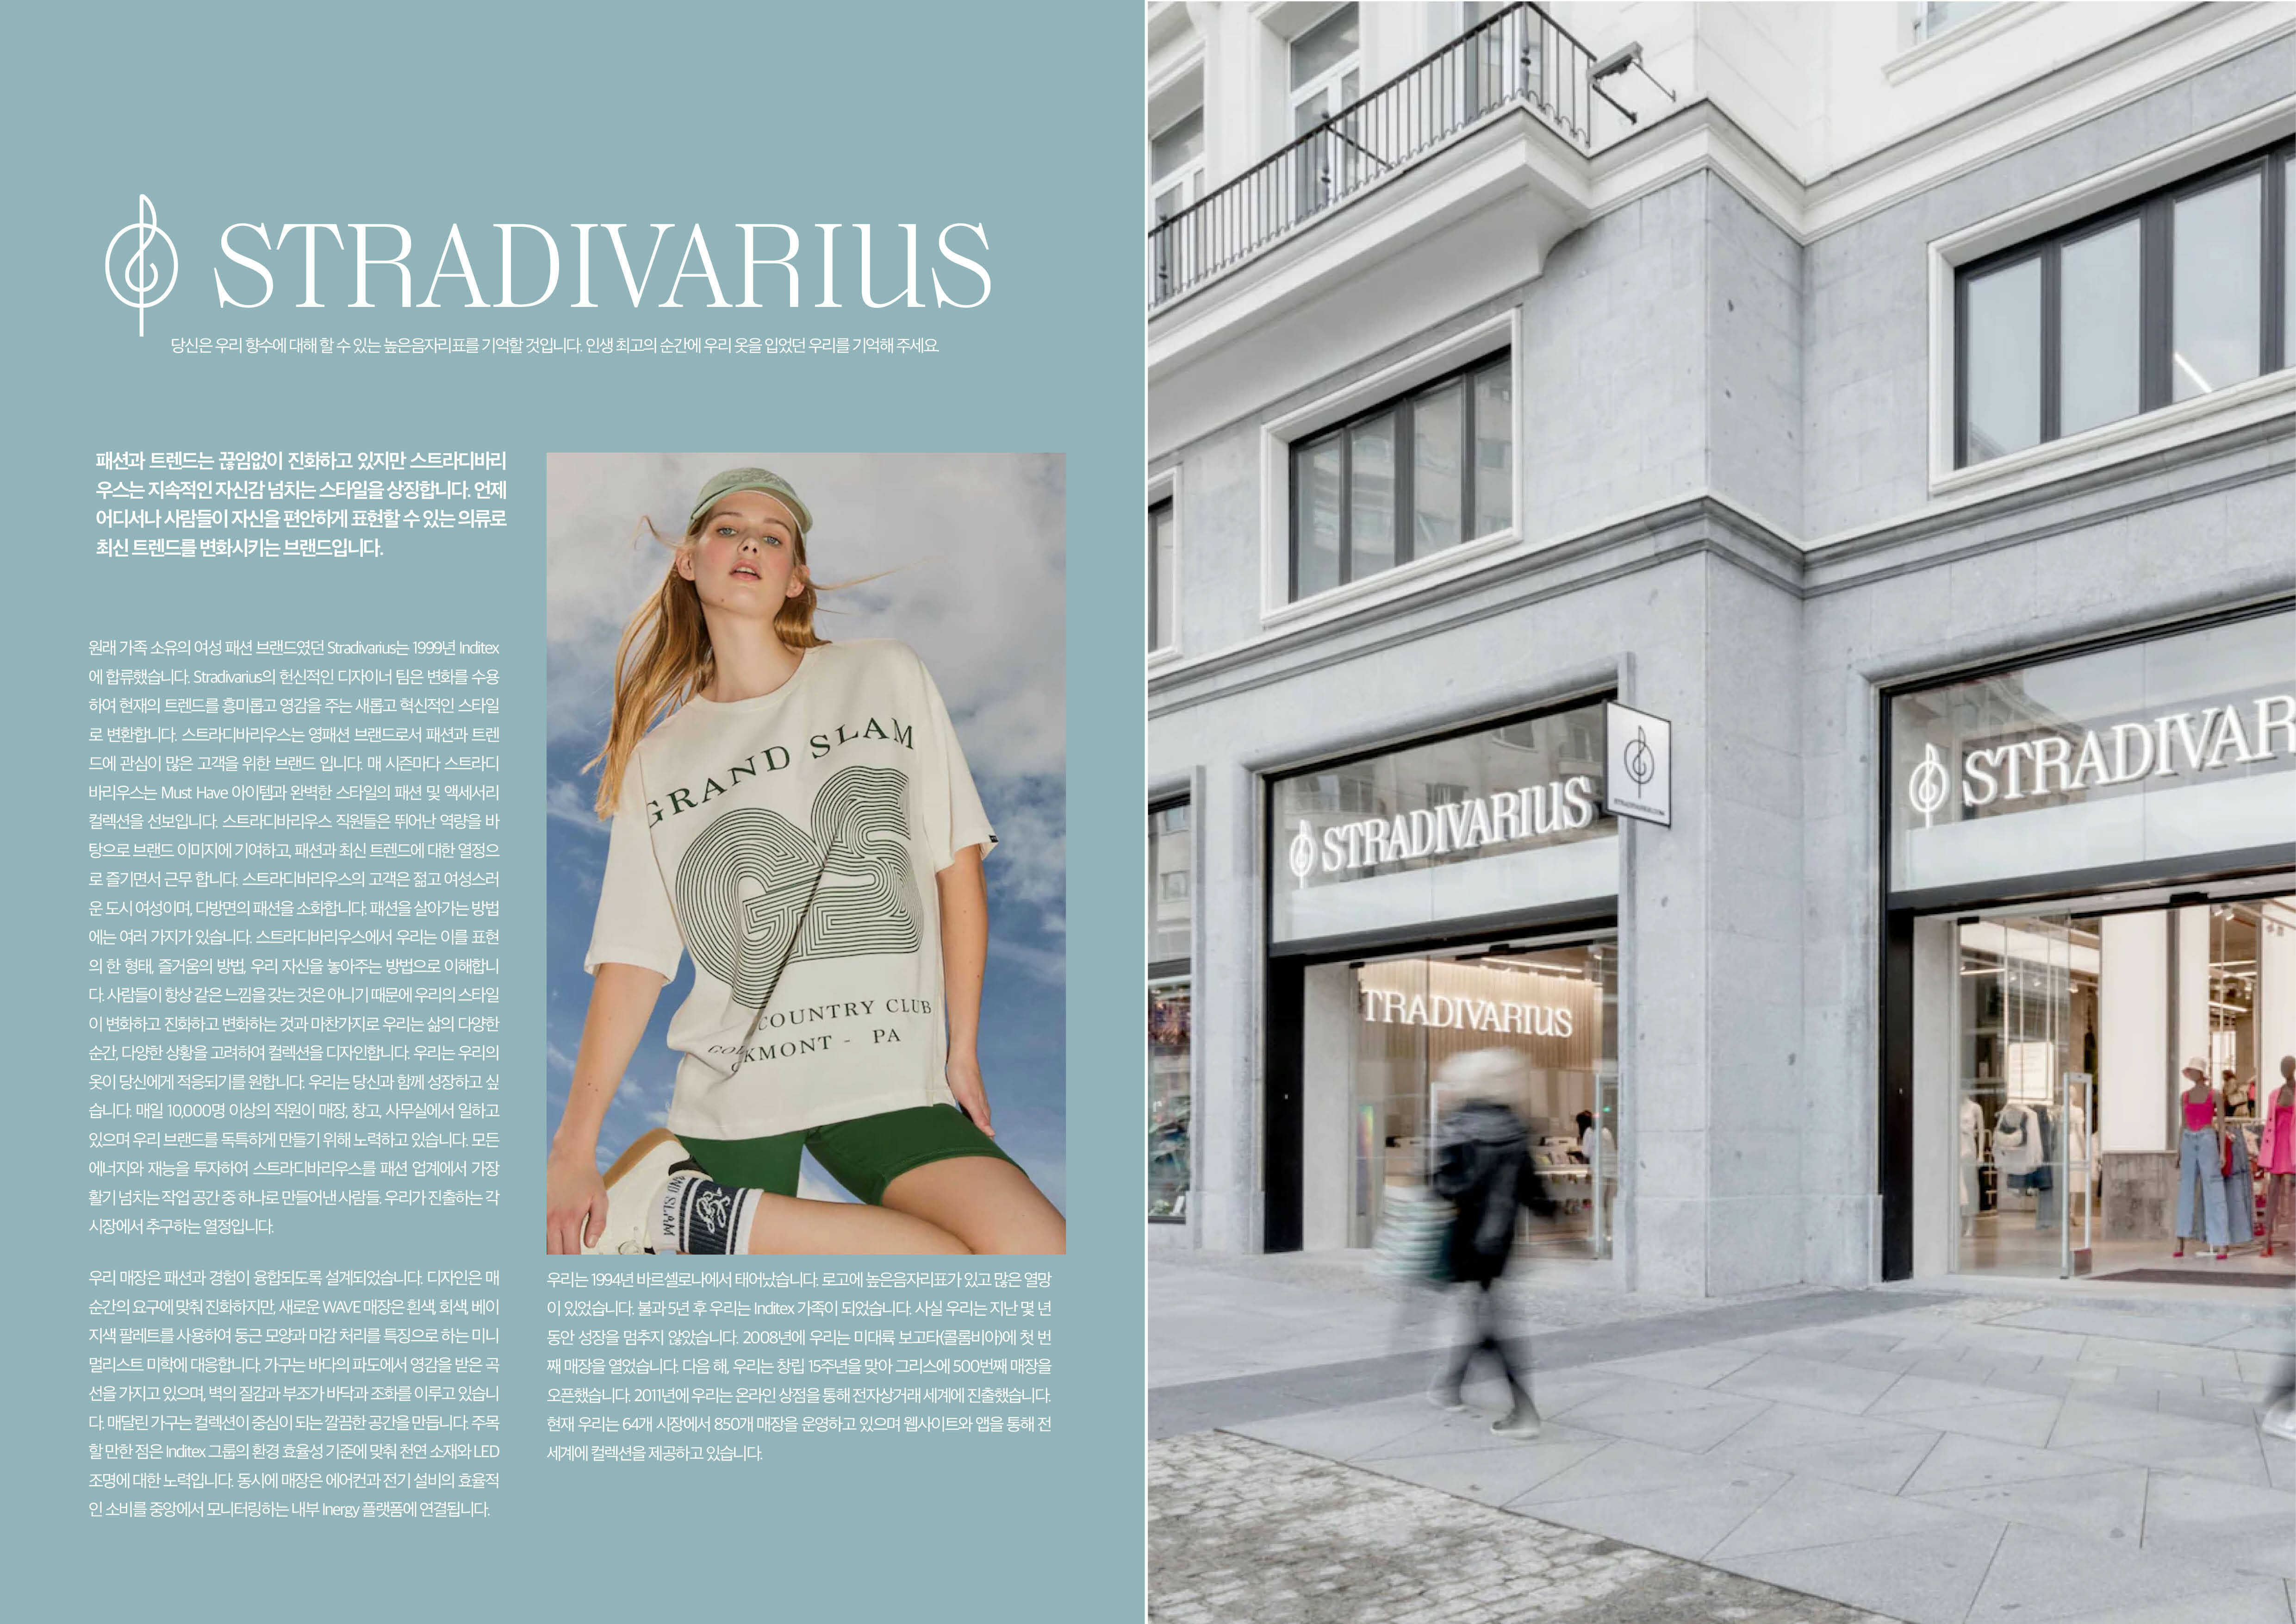 STRADIVARIUS
당신은 우리 향수에 대해 할 수 있는 높은음자리표를 기억할 것입니다. 인생 최고의 순간에 우리 옷을 입었던 우리를 기억해 주세요.
패션과 트렌드는 끊임없이 진화하고 있지만 스트라디바리
우스는 지속적인 자신감 넘치는 스타일을 상징합니다. 언제
어디서나 사람들이 자신을 편안하게 표현할 수 있는 의류로
최신 트렌드를 변화시키는 브랜드입니다.
원래 가족 소유의 여성 패션 브랜드였던 Stradivarius는 1999년 Inditex
에 합류했습니다. Stradivarius의 헌신적인 디자이너 팀은 변화를 수용
하여 현재의 트렌드를 흥미롭고 영감을 주는 새롭고 혁신적인 스타일
로 변환합니다. 스트라디바리우스는 영패션 브랜드로서 패션과 트렌
드에 관심이 많은 고객을 위한 브랜드 입니다. 매 시즌마다 스트라디
바리우스는 Must Have 아이템과 완벽한 스타일의 패션 및 액세서리
컬렉션을 선보입니다. 스트라디바리우스 직원들은 뛰어난 역량을 바
탕으로 브랜드 이미지에 기여하고, 패션과 최신 트렌드에 대한 열정으
로 즐기면서 근무 합니다. 스트라디바리우스의 고객은 젊고 여성스러
운 도시 여성이며, 다방면의 패션을 소화합니다. 패션을 살아가는 방법
에는 여러 가지가 있습니다. 스트라디바리우스에서 우리는 이를 표현
의 한 형태, 즐거움의 방법, 우리 자신을 놓아주는 방법으로 이해합니
다. 사람들이 항상 같은 느낌을 갖는 것은 아니기 때문에 우리의 스타일
이 변화하고 진화하고 변화하는 것과 마찬가지로 우리는 삶의 다양한
순간, 다양한 상황을 고려하여 컬렉션을 디자인합니다. 우리는 우리의
옷이 당신에게 적응되기를 원합니다. 우리는 당신과 함께 성장하고 싶
습니다. 매일 10,000명 이상의 직원이 매장, 창고, 사무실에서 일하고
있으며 우리 브랜드를 독특하게 만들기 위해 노력하고 있습니다. 모든
에너지와 재능을 투자하여 스트라디바리우스를 패션 업계에서 가장
활기 넘치는 작업 공간 중 하나로 만들어낸 사람들. 우리가 진출하는 각
시장에서 추구하는 열정입니다.
우리 매장은 패션과 경험이 융합되도록 설계되었습니다. 디자인은 매
순간의 요구에 맞춰 진화하지만, 새로운 WAVE 매장은 흰색, 회색, 베이
지색 팔레트를 사용하여 둥근 모양과 마감 처리를 특징으로 하는 미니
멀리스트 미학에 대응합니다. 가구는 바다의 파도에서 영감을 받은 곡
선을 가지고 있으며, 벽의 질감과 부조가 바닥과 조화를 이루고 있습니
다. 매달린 가구는 컬렉션이 중심이 되는 깔끔한 공간을 만듭니다. 주목
할 만한 점은 Inditex 그룹의 환경 효율성 기준에 맞춰 천연 소재와 LED
조명에 대한 노력입니다. 동시에 매장은 에어컨과 전기 설비의 효율적
인 소비를 중앙에서 모니터링하는 내부 Inergy 플랫폼에 연결됩니다.
GRAND SLAM
GS
COUNTRY CLUB
KMONT - PA
SLAM
우리는 1994년 바르셀로나에서 태어났습니다. 로고에 높은음자리표가 있고 많은 열망
이 있었습니다. 불과 5년 후 우리는 Inditex 가족이 되었습니다. 사실 우리는 지난 몇 년
동안 성장을 멈추지 않았습니다. 2008년에 우리는 미대륙 보고타(콜롬비아)에 첫 번
째 매장을 열었습니다. 다음 해, 우리는 창립 15주년을 맞아 그리스에 500번째 매장을
오픈했습니다. 2011년에 우리는 온라인 상점을 통해 전자상거래 세계에 진출했습니다.
현재 우리는 64개 시장에서 850개 매장을 운영하고 있으며 웹사이트와 앱을 통해 전
세계에 컬렉션을 제공하고 있습니다.
STRADIVARIUS
STRADIVAR
TRADIVARIUS